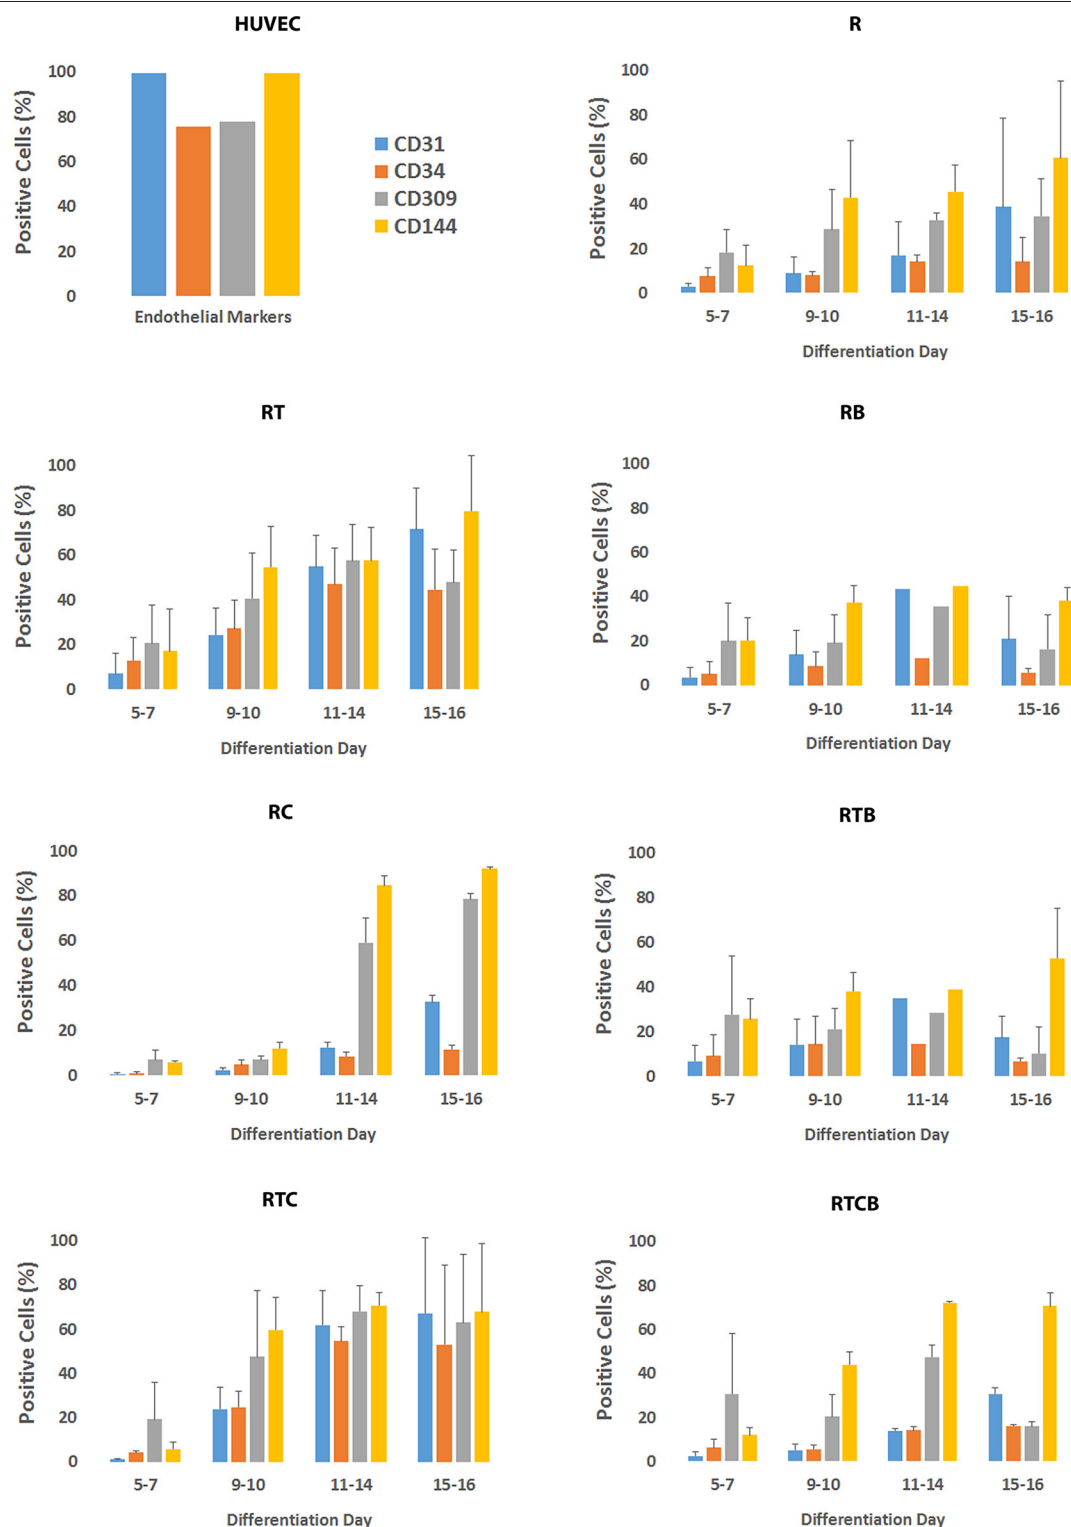 HUVEC
Positive Cells (%)
100
80
60
40
20
0
Endothelial Markers
CD31
CD34
CD309
CD144
R
Positive Cells (%)
100
80
60
40
20
0
5-7 9-10 11-14 15-16
Differentiation Day
RT
Positive Cells (%)
100
80
60
40
20
0
5-7 9-10 11-14 15-16
Differentiation Day
RB
Positive Cells (%)
100
80
60
40
20
0
5-7 9-10 11-14 15-16
Differentiation Day
RC
Positive Cells (%)
100
80
60
40
20
0
5-7 9-10 11-14 15-16
Differentiation Day
RTB
Positive Cells (%)
100
80
60
40
20
0
5-7 9-10 11-14 15-16
Differentiation Day
RTC
Positive Cells (%)
100
80
60
40
20
0
5-7 9-10 11-14 15-16
Differentiation Day
RTCB
Positive Cells (%)
100
80
60
40
20
0
5-7 9-10 11-14 15-16
Differentiation Day